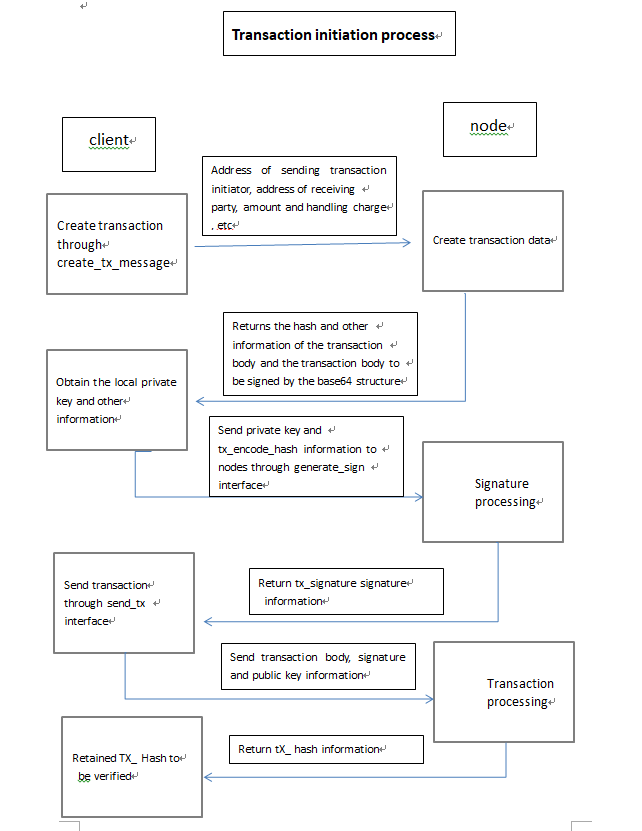 Transaction initiation process
client
node
Address of sending transaction
initiator, address of receiving
party, amount and handling charge
, etc
Create transaction
through
create_tx_message
Create transaction data
Returns the hash and other
information of the transaction
body and the transaction body to
be signed by the base64 structure
Obtain the local private
key and other
information
Send private key and
tx_encode_hash information to
nodes through generate_sign
interface
Signature
processing
Send transaction
through send_tx
interface
Return tx_signature signature
information
Send transaction body, signature
and public key information
Transaction
processing
Retained TX_ Hash to
be verified
Return tX_ hash information